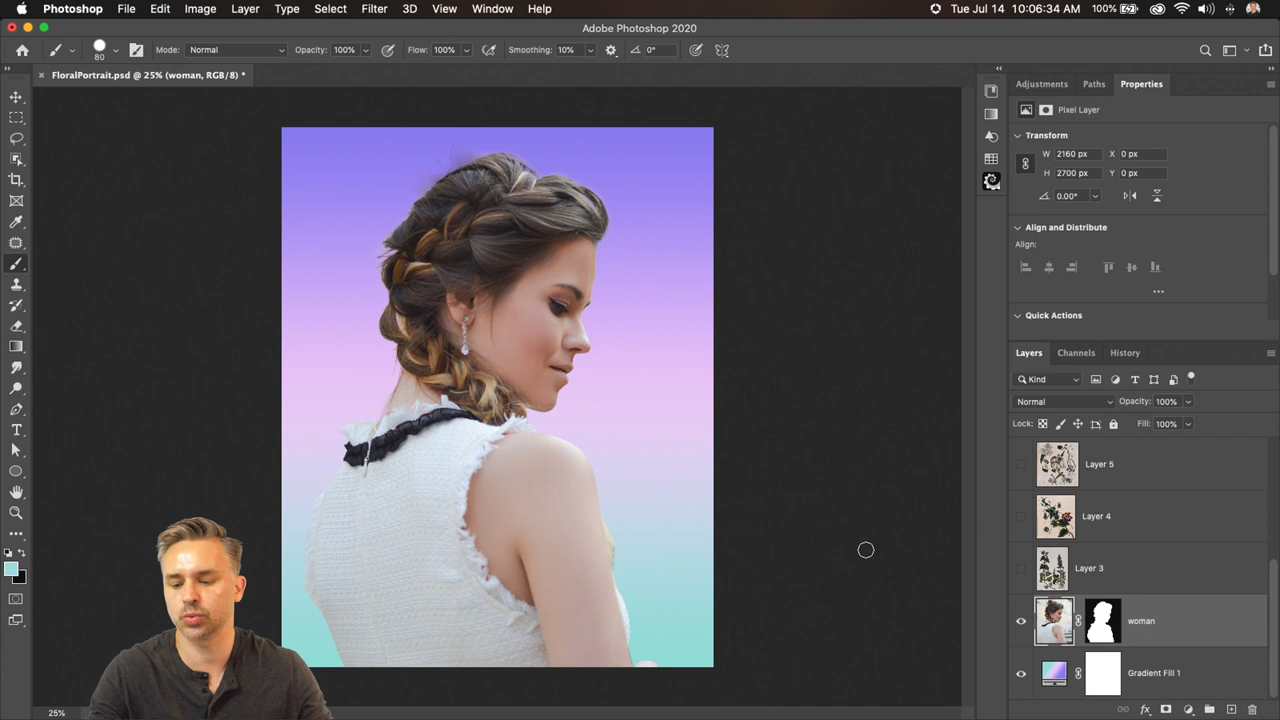 Photoshop File Edit Image Layer Type Select Filter 3D View Window Help 100% Tue Jul 14 10:06:34 AM
Adobe Photoshop 2020
80 Mode: Normal Opacity: 100% Flow: 100% Smoothing: 10% 0°
FloralPortrait.psd @ 25% (woman, RGB/8) *
Adjustments Paths Properties
Pixel Layer
Transform
W 2160 px X 0 px
H 2700 px Y 0 px
0.00°
Align and Distribute
Align:
Quick Actions
Layers Channels History
Kind
Normal Opacity: 100%
Lock: Fill: 100%
Layer 5
Layer 4
Layer 3
woman
Gradient Fill 1
25%